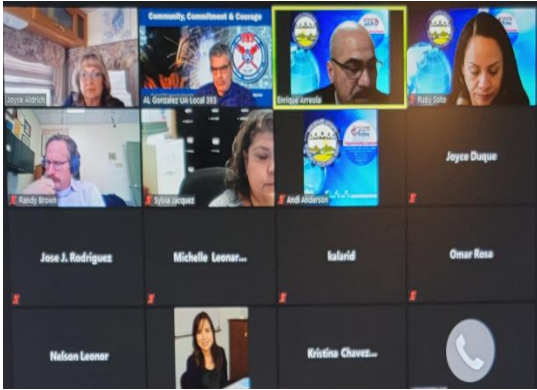 Community, Commitment & Courage
Joyce Aldrich
AL Gonzalez UA Local 393
Enrique Arreola
Ruby Soto
Randy Brown
Sylvia Jacquez
Andi Anderson
Joyce Duque
Jose J. Rodriguez
Michelle Leonar...
kalarid
Omar Rosa
Nelson Leonor
Kristina Chavez...